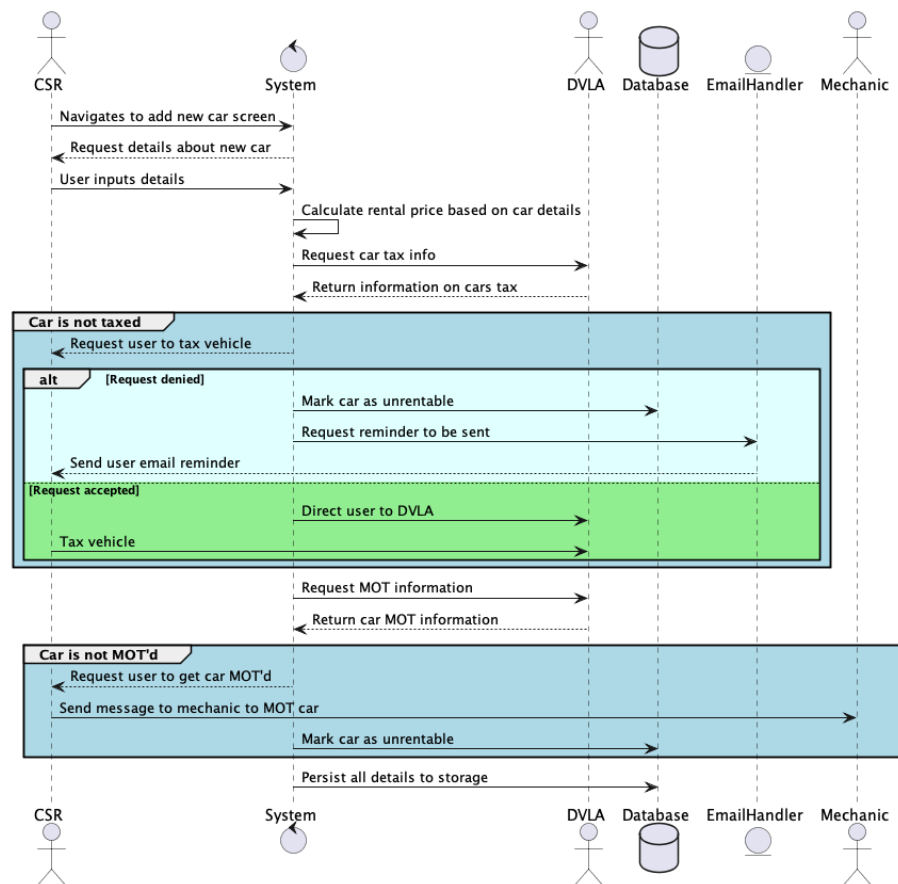 CSR System DVLA Database EmailHandler Mechanic
Navigates to add new car screen
Request details about new car
User inputs details
Calculate rental price based on car details
Request car tax info
Return information on cars tax
Car is not taxed
Request user to tax vehicle
alt [Request denied]
Mark car as unrentable
Request reminder to be sent
Send user email reminder
[Request accepted]
Direct user to DVLA
Tax vehicle
Request MOT information
Return car MOT information
Car is not MOT'd
Request user to get car MOT'd
Send message to mechanic to MOT car
Mark car as unrentable
Persist all details to storage
CSR System DVLA Database EmailHandler Mechanic